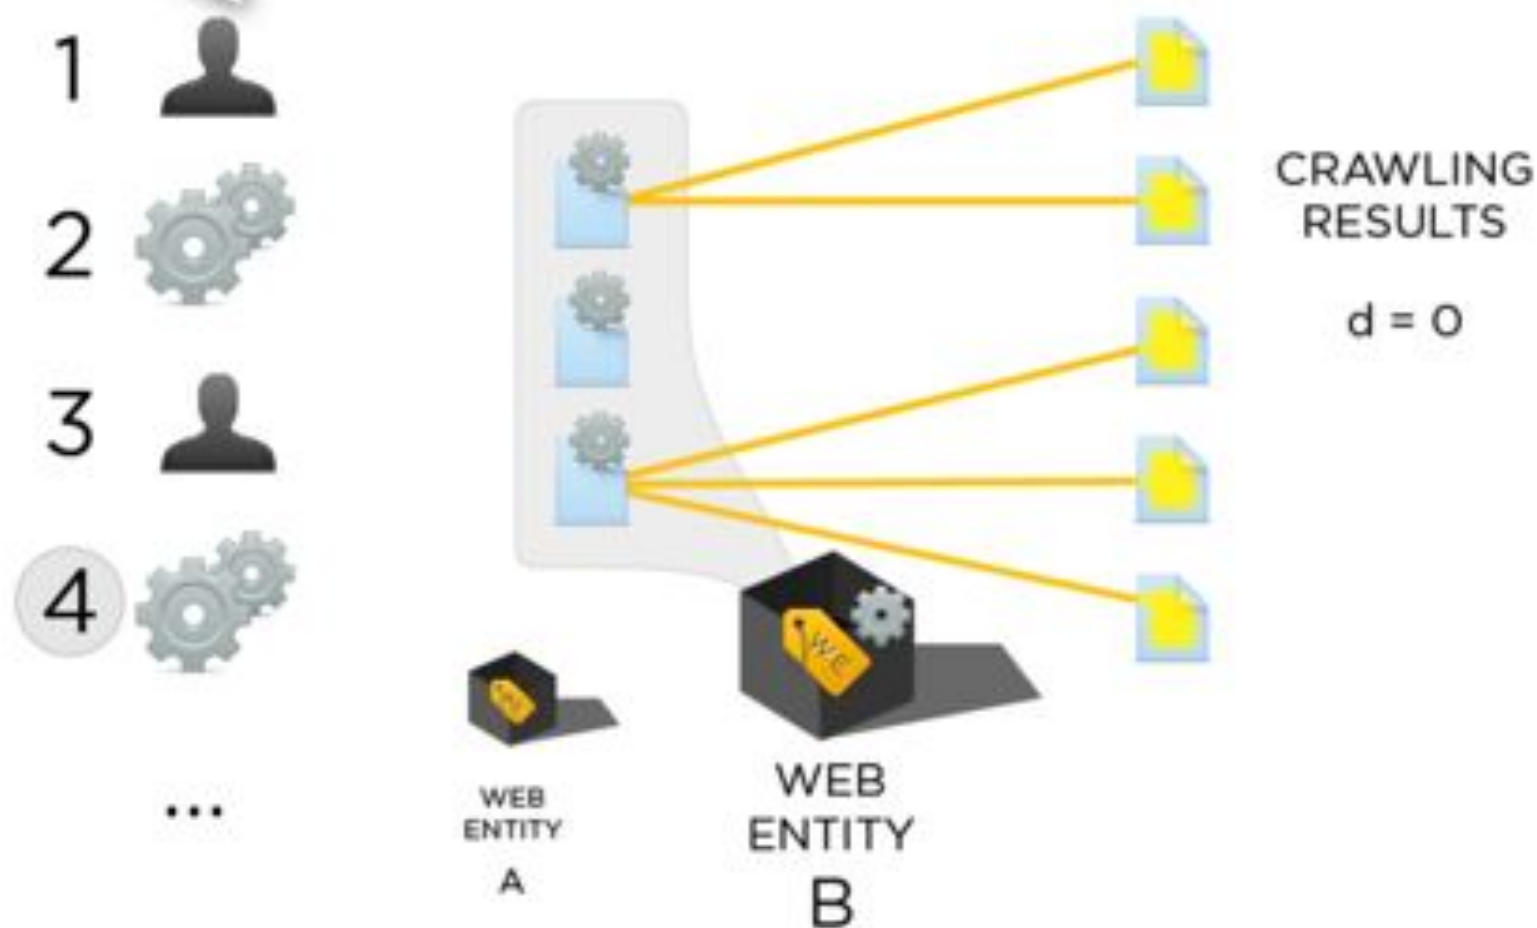 1
2
3
4
...
CRAWLING
RESULTS
d = 0
W.E
WEB
ENTITY
A
WEB
ENTITY
B